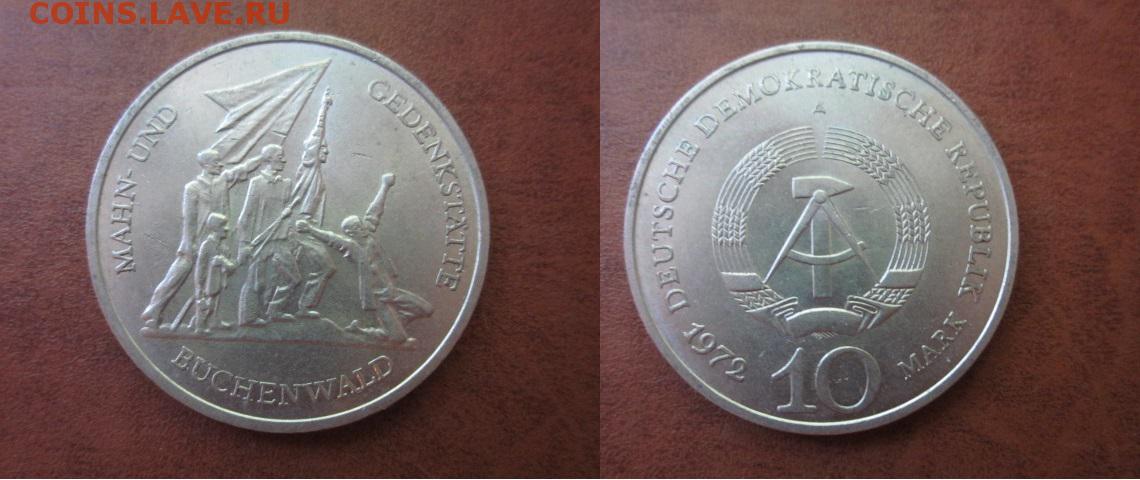 COINS.LAVE.RU
MAHN- UND GEDENKSTÄTTE
BUCHENWALD
DEUTSCHE DEMOKRATISCHE REPUBLIK
A
1972 10 MARK